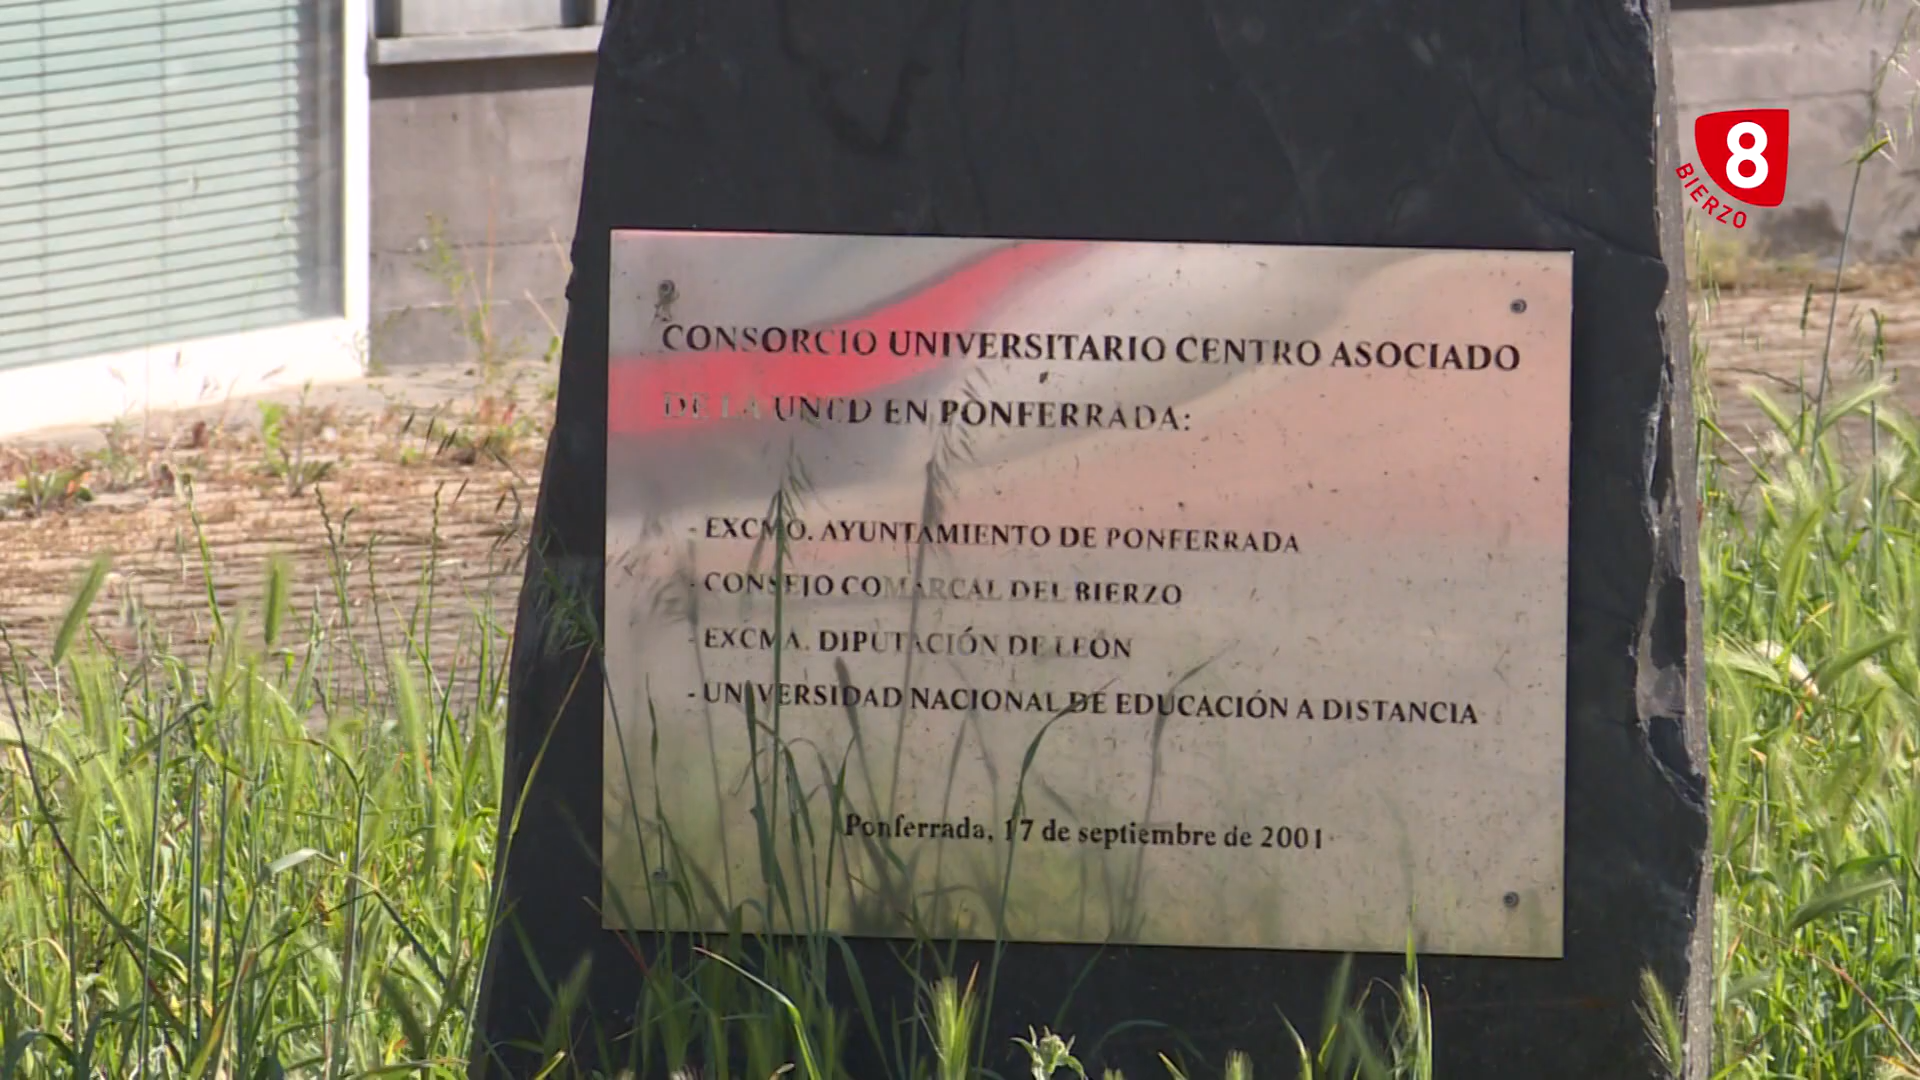 8
BIERZO
CONSORCIO UNIVERSITARIO CENTRO ASOCIADO
DE LA UNED EN PONFERRADA:
- EXCMO. AYUNTAMIENTO DE PONFERRADA
- CONSEJO COMARCAL DEL BIERZO
- EXCMA. DIPUTACIÓN DE LEÓN
- UNIVERSIDAD NACIONAL DE EDUCACIÓN A DISTANCIA
Ponferrada, 17 de septiembre de 2001